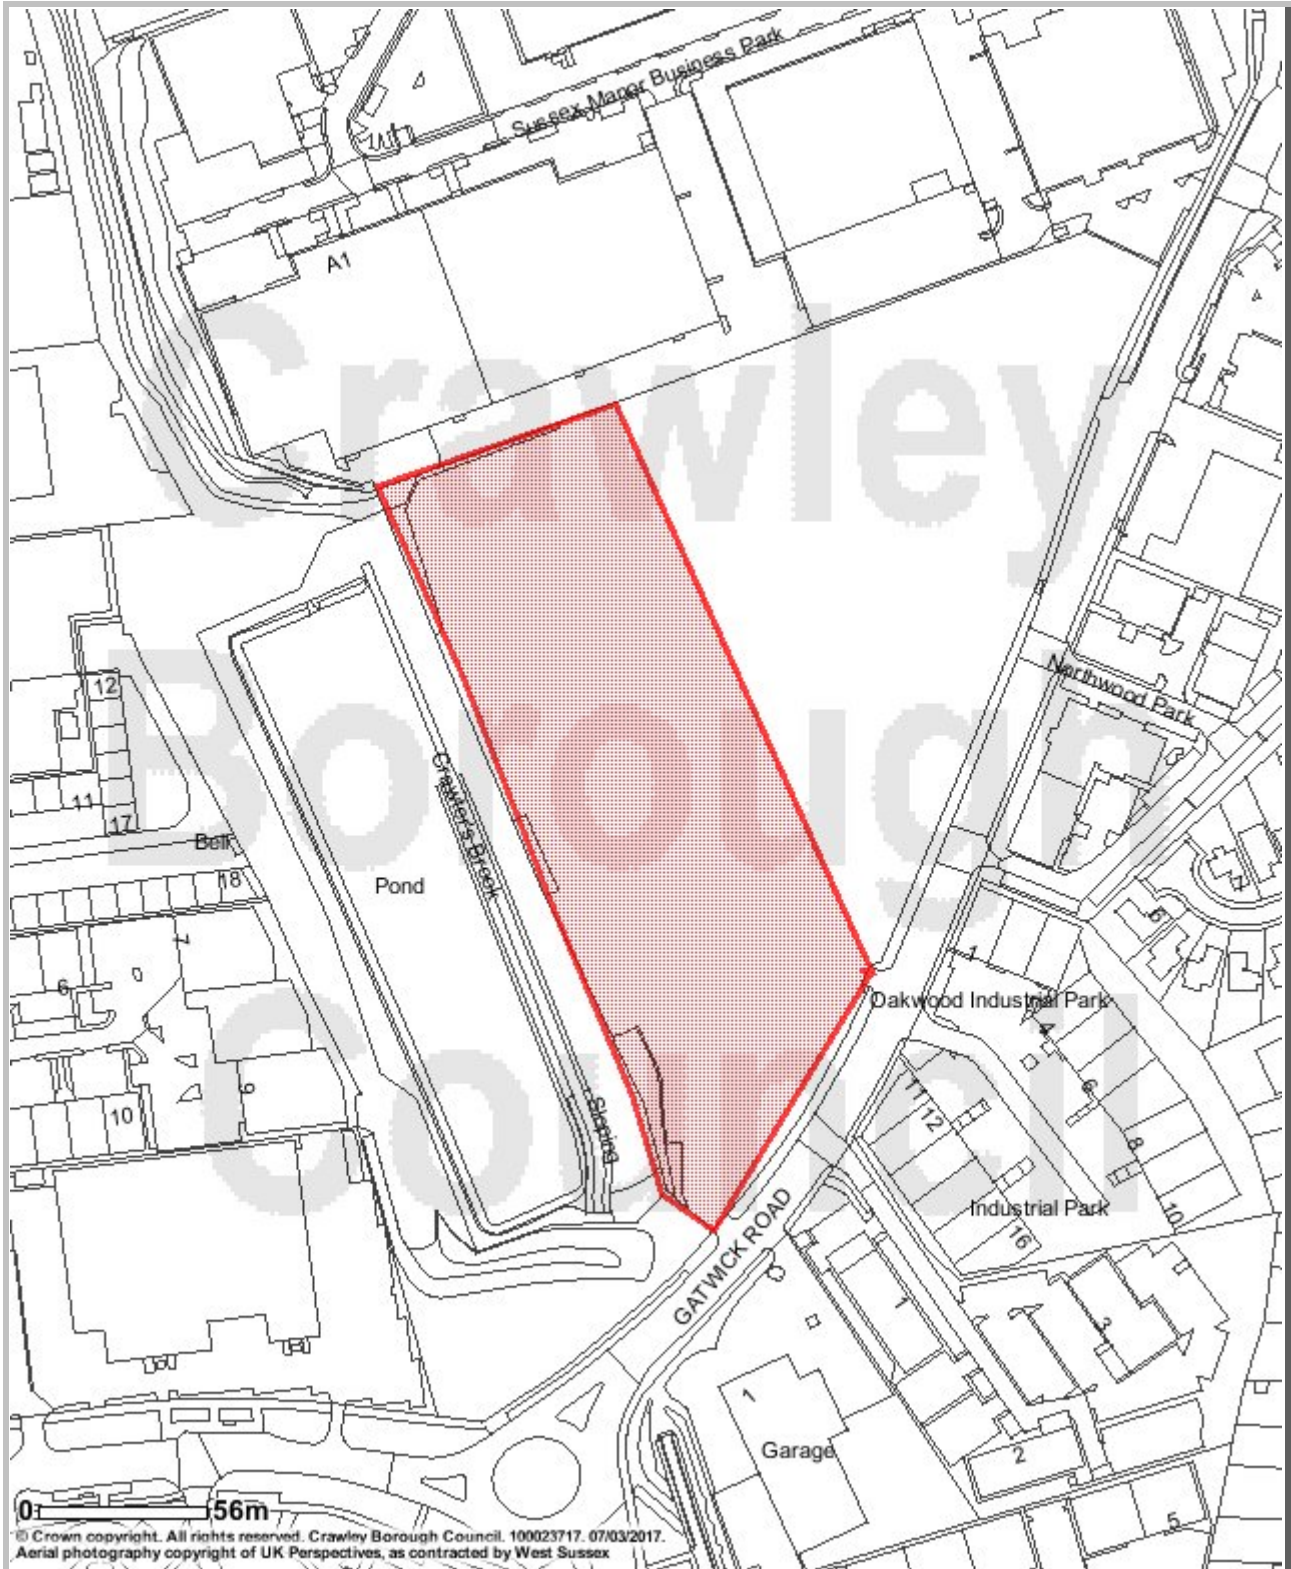 Sussex Manor Business Park
A1
Crawley
Northwood Park
12
Borough
Crawter's Brook
11
17
Bell
18
Pond
7
7
6
6
1
Oakwood Industrial Park
4
9
6
10
11
12
Council
Sloping
8
Industrial Park
10
16
GATWICK ROAD
1
3
1
Garage
2
5
0 56m
© Crown copyright. All rights reserved. Crawley Borough Council. 100023717. 07/03/2017.
Aerial photography copyright of UK Perspectives, as contracted by West Sussex